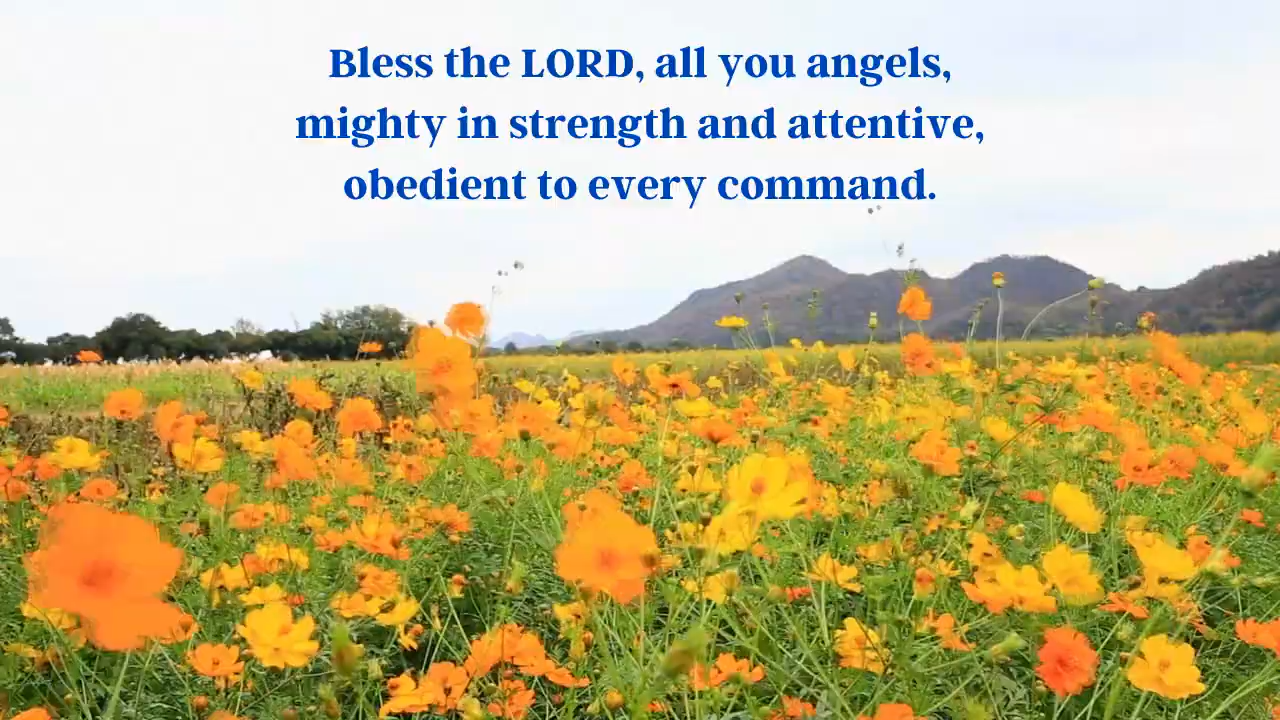 Bless the LORD, all you angels,
mighty in strength and attentive,
obedient to every command.